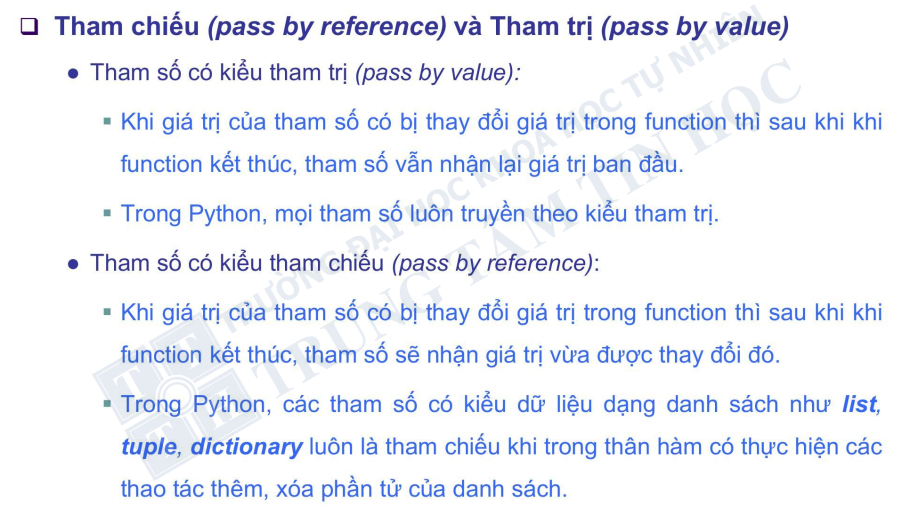 ❑ Tham chiếu (pass by reference) và Tham trị (pass by value)
● Tham số có kiểu tham trị (pass by value):
▪ Khi giá trị của tham số có bị thay đổi giá trị trong function thì sau khi khi
function kết thúc, tham số vẫn nhận lại giá trị ban đầu.
▪ Trong Python, mọi tham số luôn truyền theo kiểu tham trị.
● Tham số có kiểu tham chiếu (pass by reference):
▪ Khi giá trị của tham số có bị thay đổi giá trị trong function thì sau khi khi
function kết thúc, tham số sẽ nhận giá trị vừa được thay đổi đó.
▪ Trong Python, các tham số có kiểu dữ liệu dạng danh sách như list,
tuple, dictionary luôn là tham chiếu khi trong thân hàm có thực hiện các
thao tác thêm, xóa phần tử của danh sách.
TRƯỜNG ĐẠI HỌC KHOA HỌC TỰ NHIÊN
TRUNG TÂM TIN HỌC